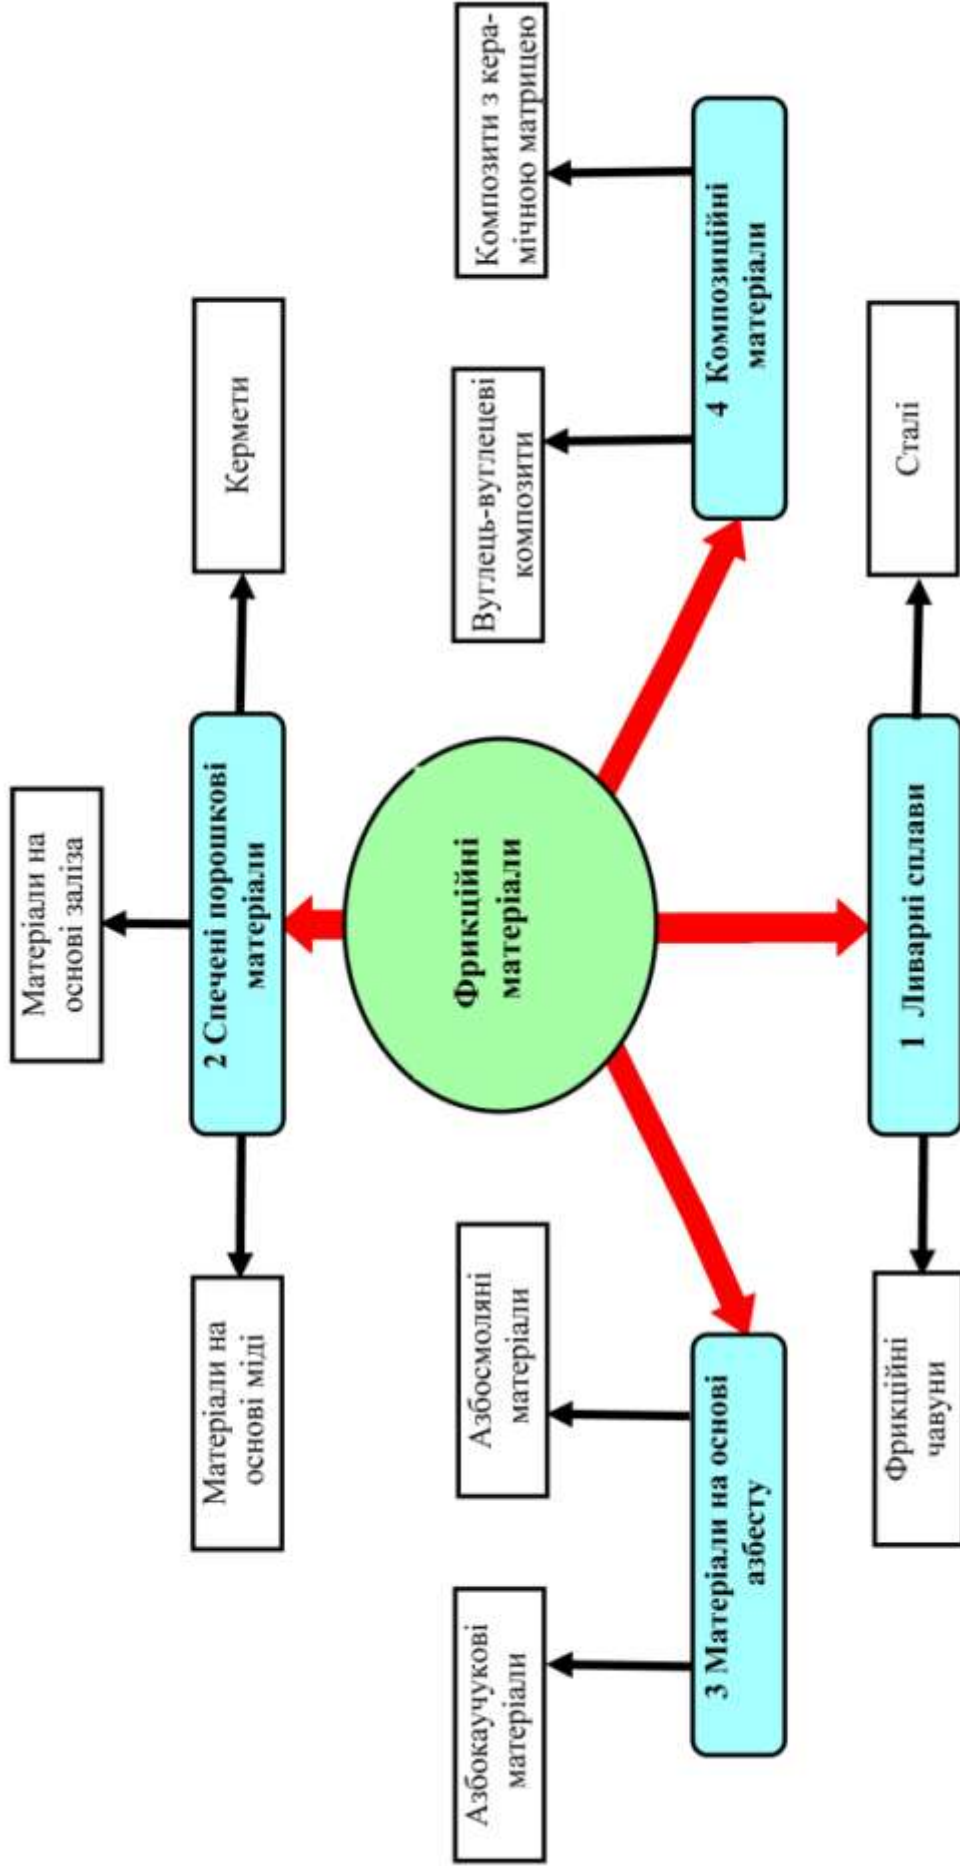 Матеріали на
основі заліза
Матеріали на
основі міді
2 Спечені порошкові
матеріали
Кермети
Азбокаучукові
матеріали
Азбосмоляні
матеріали
Фрикційні
матеріали
Вуглець-вуглецеві
композити
Композити з кера-
мічною матрицею
3 Матеріали на основі
азбесту
4 Композиційні
матеріали
Фрикційні
чавуни
1 Ливарні сплави
Сталі